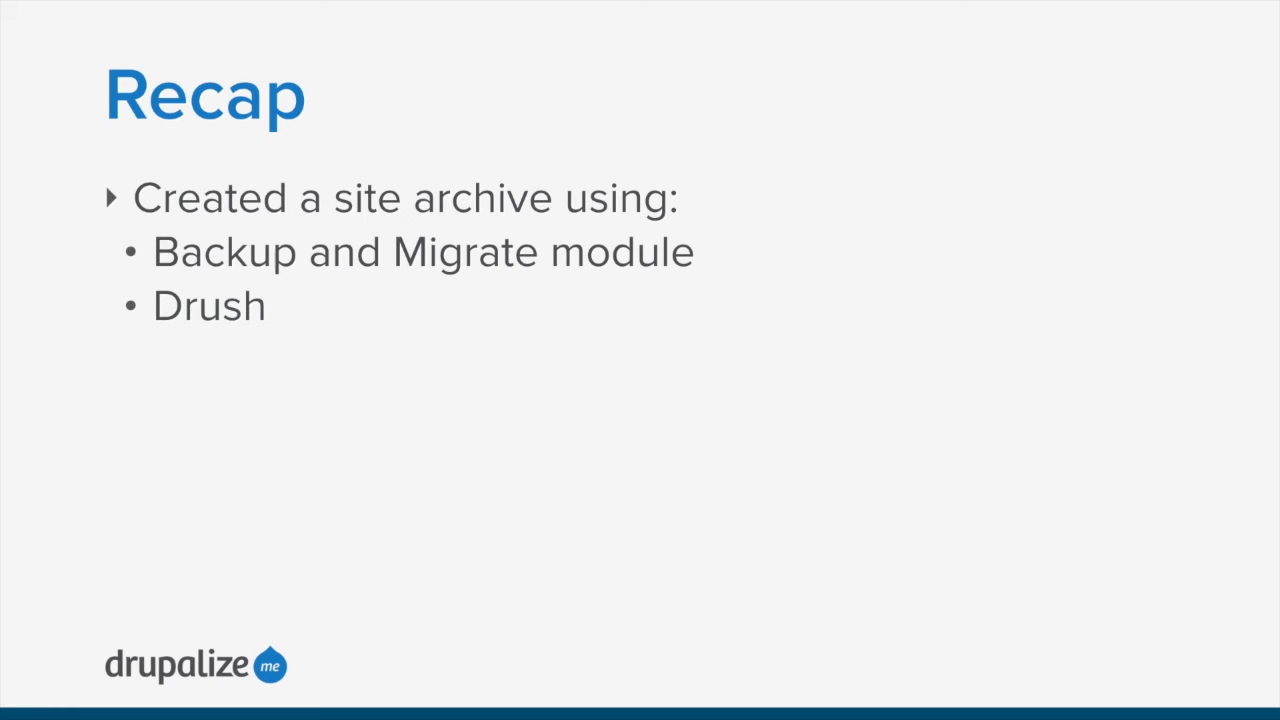 Recap
‣ Created a site archive using:
• Backup and Migrate module
• Drush
drupalize me